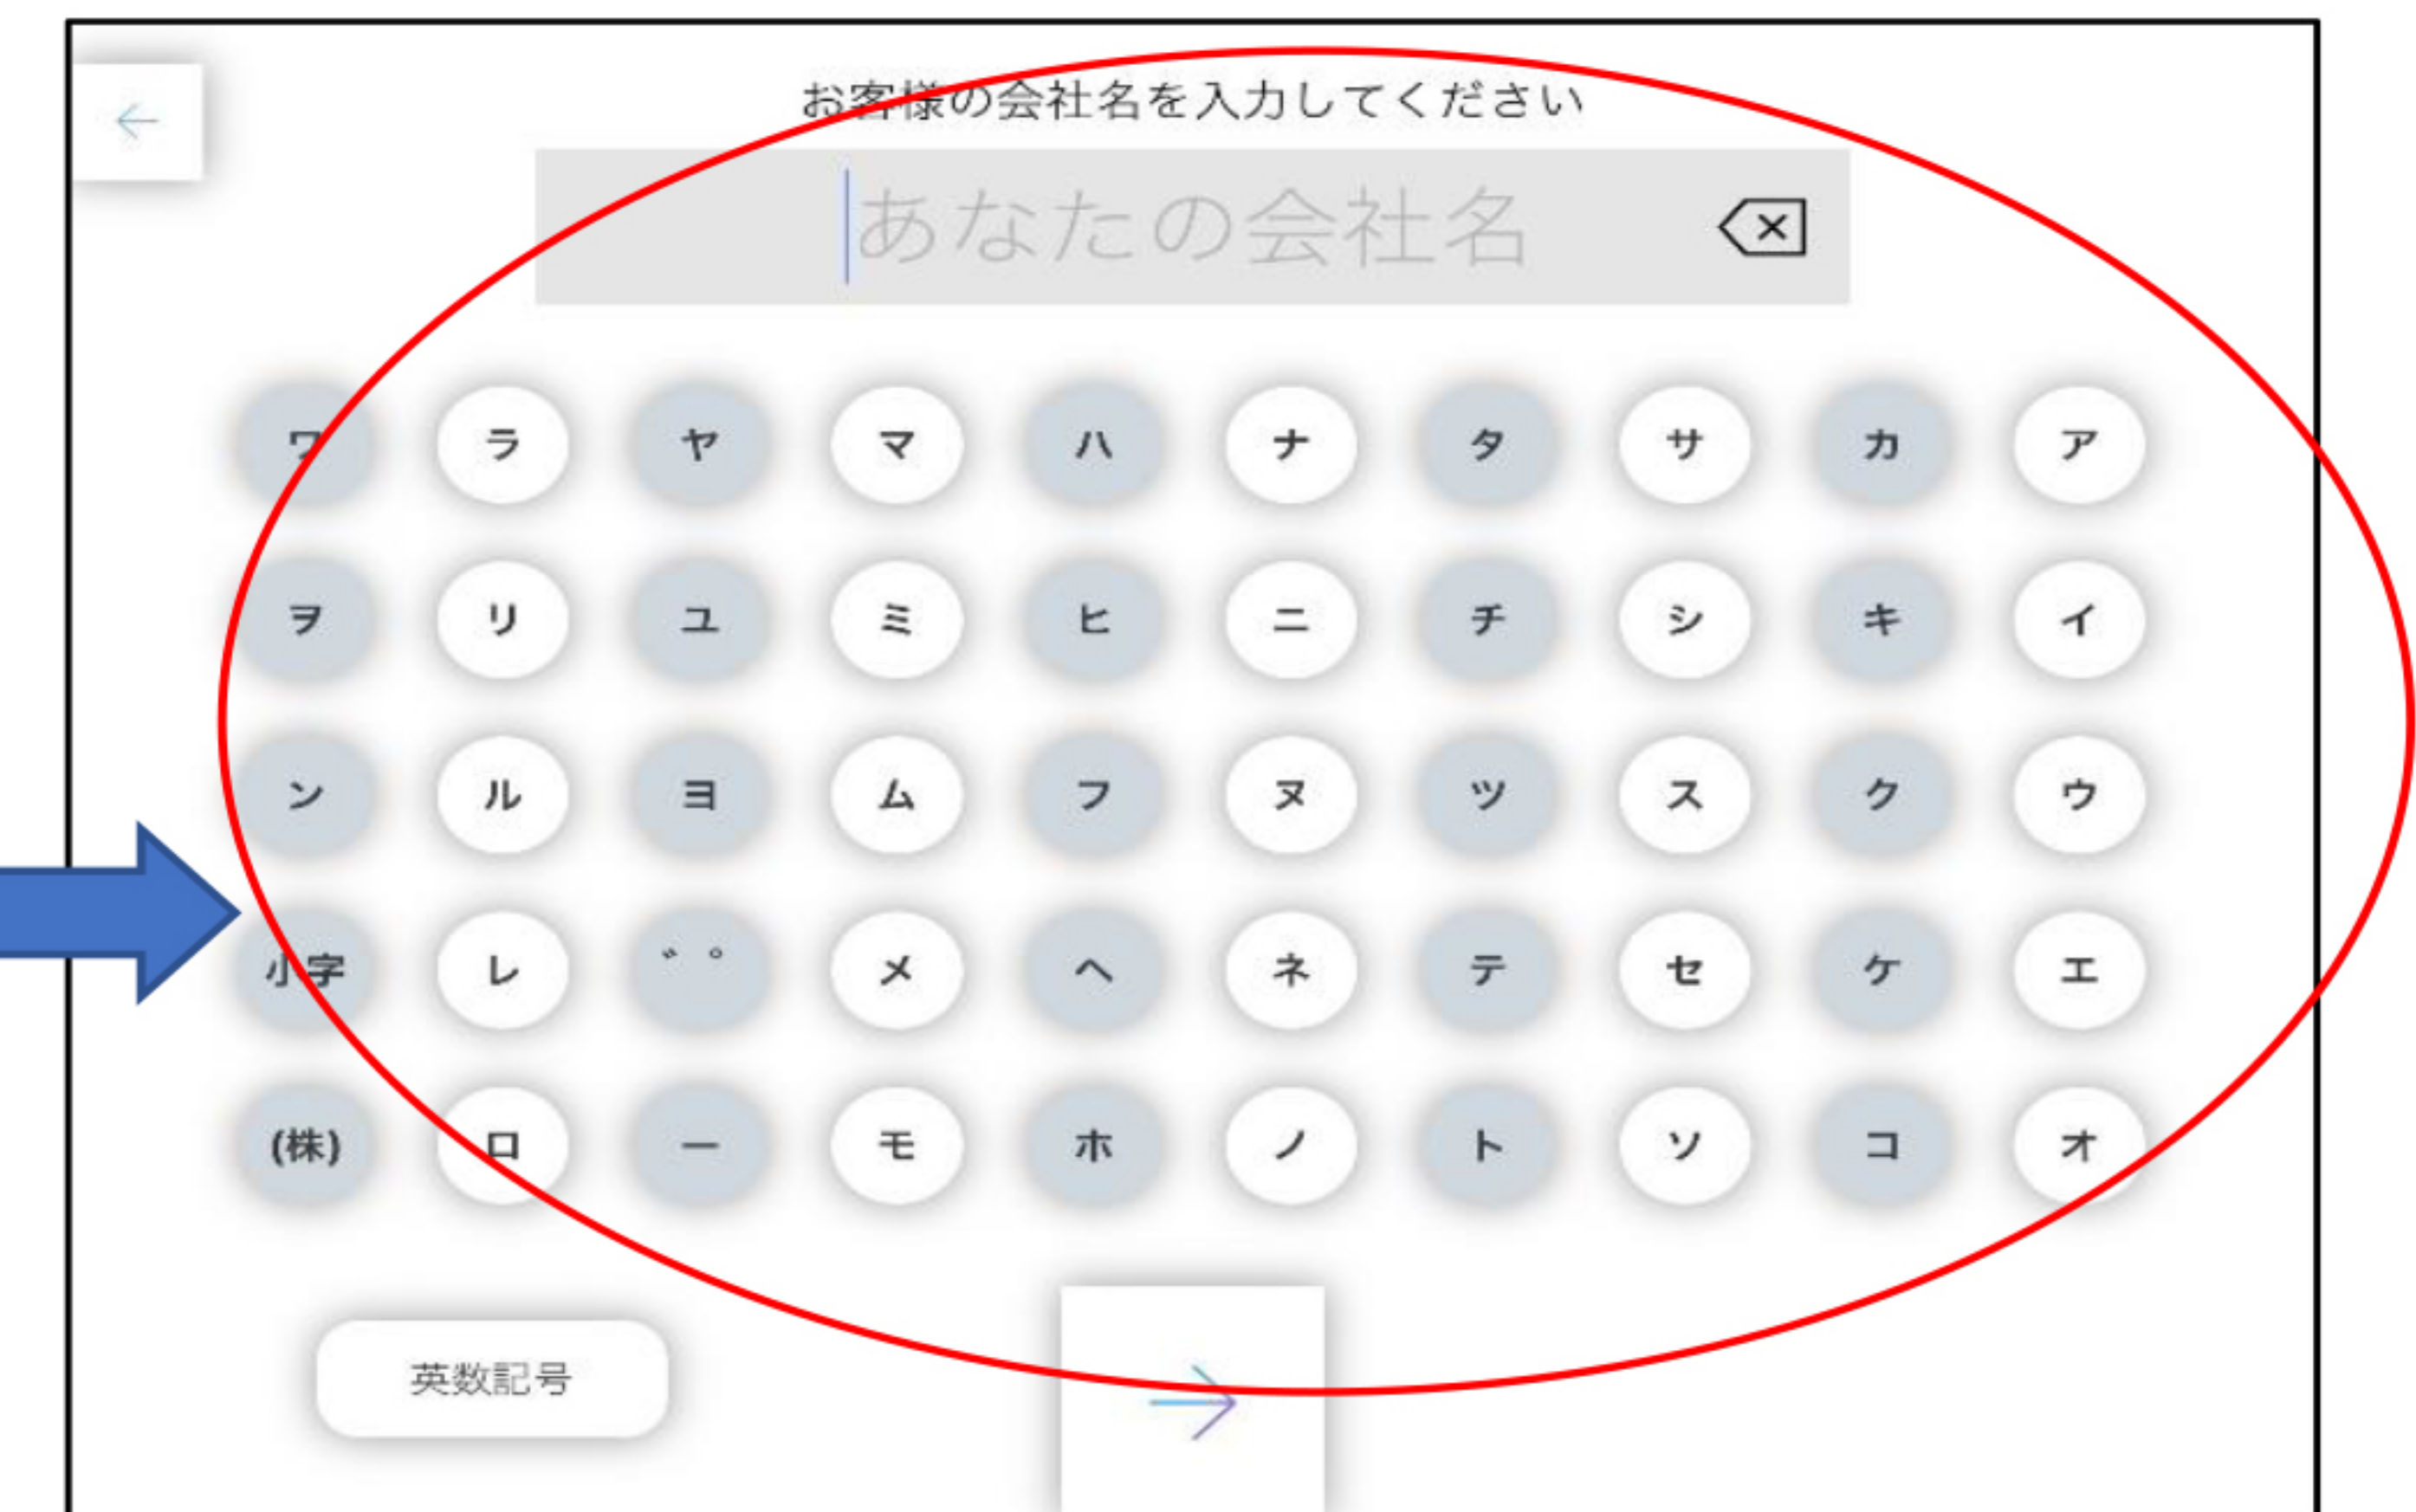 お客様の会社名を入力してください
あなたの会社名
ワ ラ ヤ マ ハ ナ タ サ カ ア
ヲ リ ユ ミ ヒ ニ チ シ キ イ
ン ル ヨ ム フ ヌ ツ ス ク ウ
小字 レ ゛゜ メ ヘ ネ テ セ ケ エ
(株) ロ ー モ ホ ノ ト ソ コ オ
英数記号